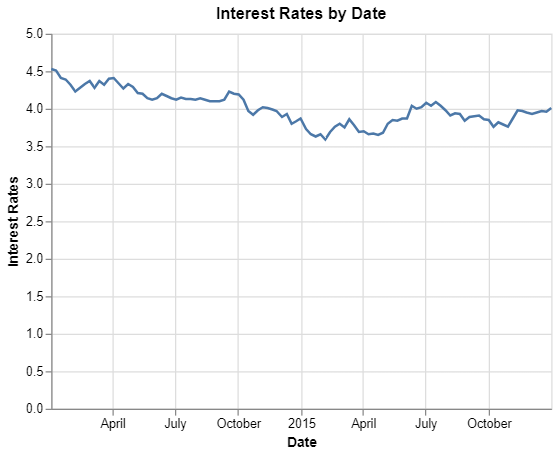 Interest Rates by Date
5.0
4.5
4.0
3.5
3.0
2.5
2.0
1.5
1.0
0.5
0.0
Interest Rates
April July October 2015 April July October
Date